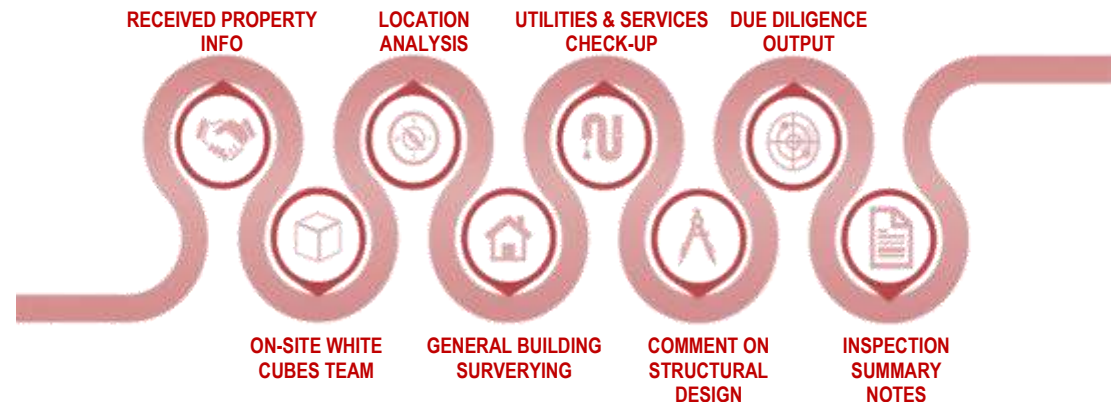 RECEIVED PROPERTY
INFO
LOCATION
ANALYSIS
UTILITIES & SERVICES
CHECK-UP
DUE DILIGENCE
OUTPUT
ON-SITE WHITE
CUBES TEAM
GENERAL BUILDING
SURVERYING
COMMENT ON
STRUCTURAL
DESIGN
INSPECTION
SUMMARY
NOTES